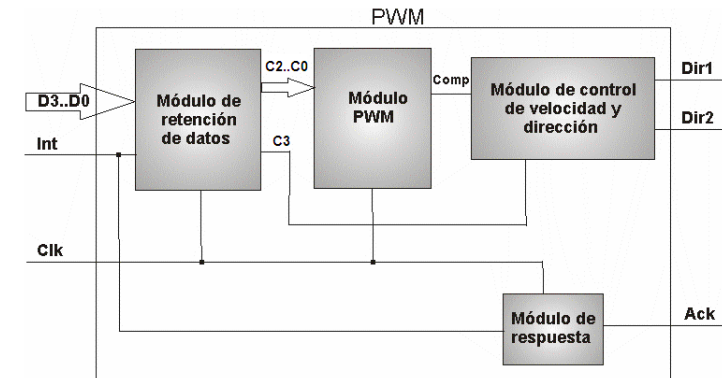 PWM
D3..D0
Int
Clk
Módulo de
retención
de datos
C2..C0
C3
Módulo
PWM
Comp
Módulo de control
de velocidad y
dirección
Dir1
Dir2
Módulo de
respuesta
Ack